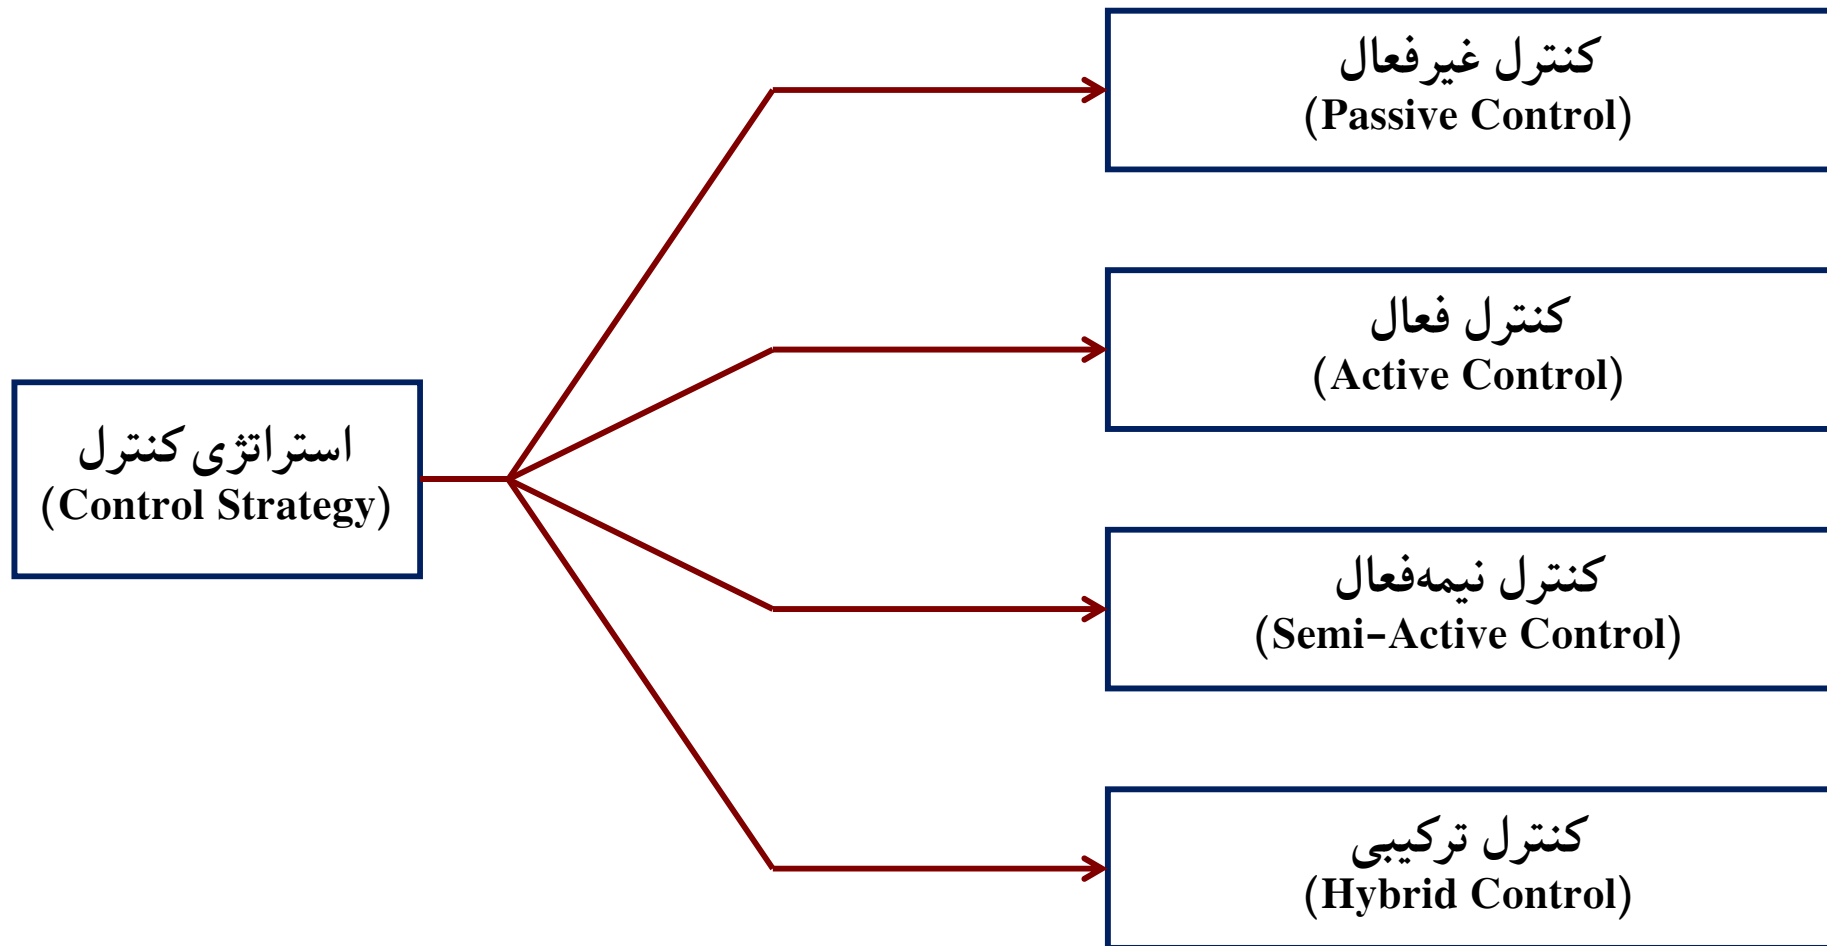 کنترل غیرفعال
(Passive Control)
کنترل فعال
(Active Control)
استراتژی کنترل
(Control Strategy)
کنترل نیمه‌فعال
(Semi-Active Control)
کنترل ترکیبی
(Hybrid Control)